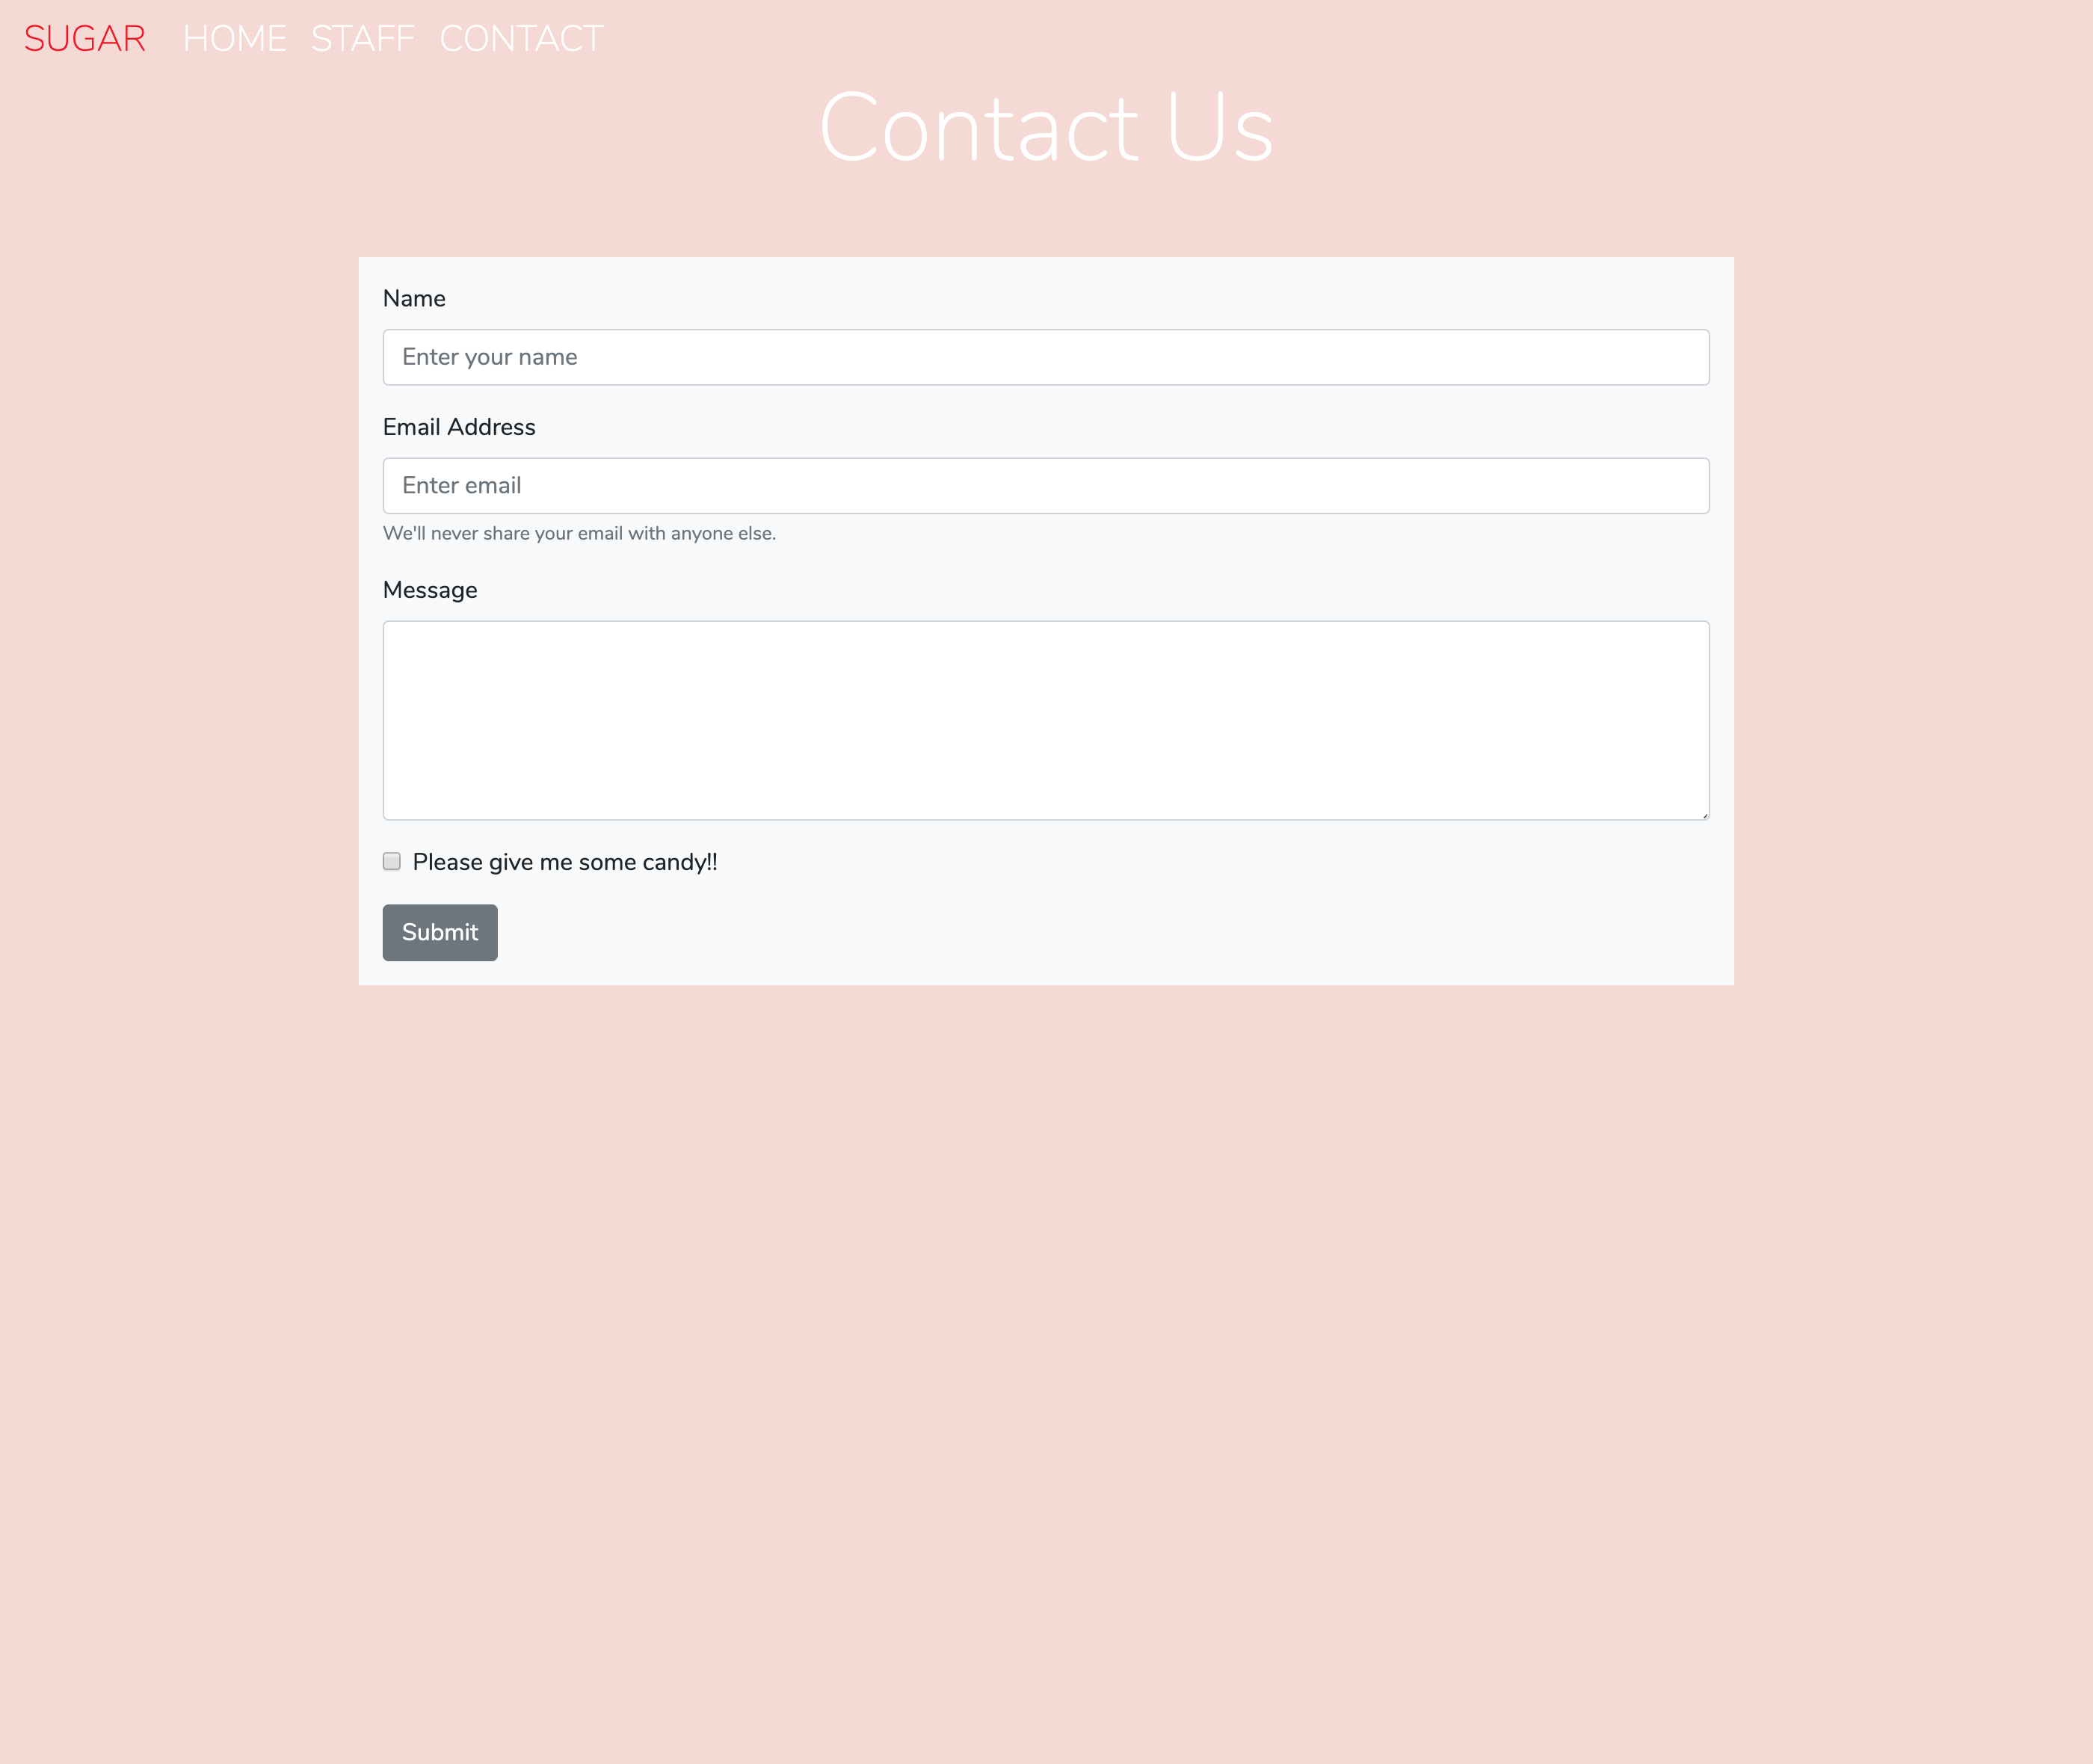 SUGAR HOME STAFF CONTACT
Contact Us
Name
Enter your name
Email Address
Enter email
We'll never share your email with anyone else.
Message
Please give me some candy!!
Submit